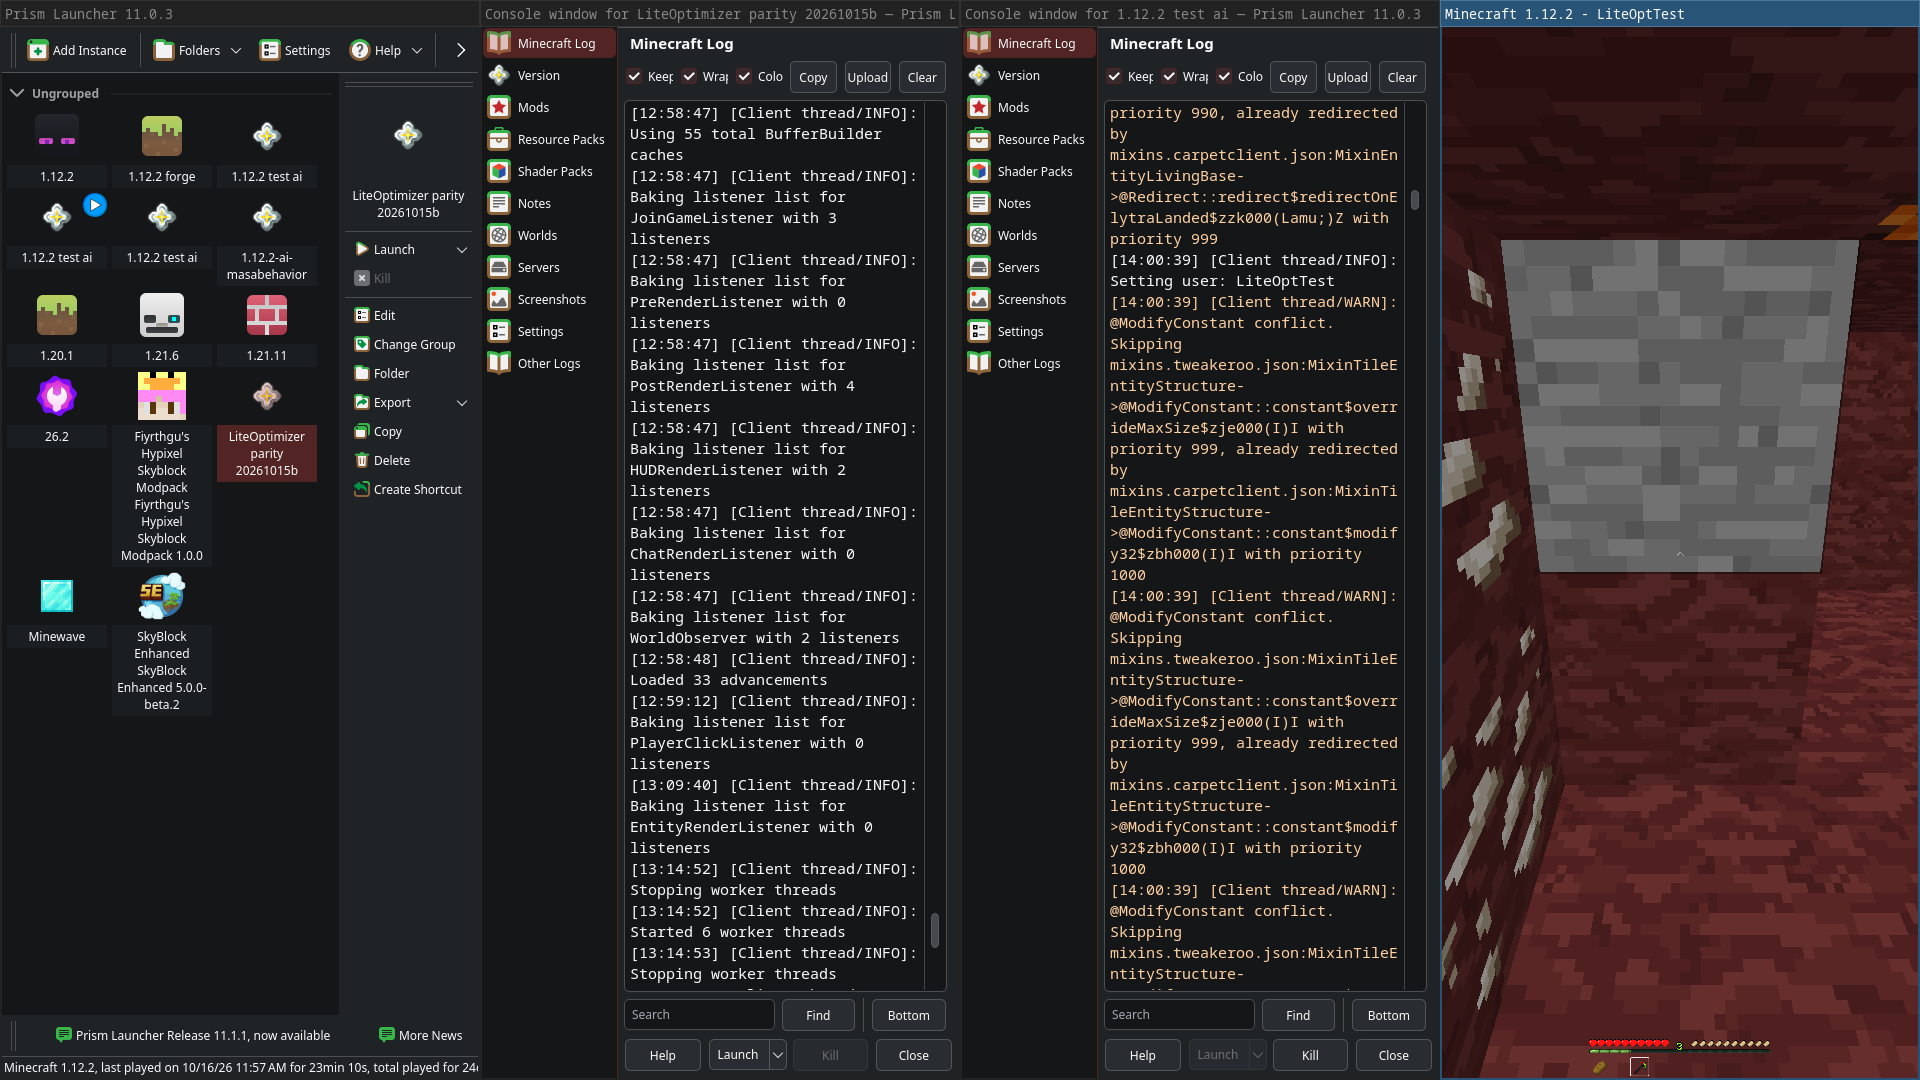 Prism Launcher 11.0.3
Add Instance
Folders
Settings
Help
Ungrouped
1.12.2
1.12.2 forge
1.12.2 test ai
1.12.2 test ai
1.12.2 test ai
1.12.2-ai-
masabehavior
1.20.1
1.21.6
1.21.11
26.2
Fiyrthgu's
Hypixel
Skyblock
Modpack
Fiyrthgu's
Hypixel
Skyblock
Modpack 1.0.0
LiteOptimizer
parity
20261015b
Minewave
SkyBlock
Enhanced
SkyBlock
Enhanced 5.0.0-
beta.2
LiteOptimizer parity
20261015b
Launch
Kill
Edit
Change Group
Folder
Export
Copy
Delete
Create Shortcut
Prism Launcher Release 11.1.1, now available
More News
Minecraft 1.12.2, last played on 10/16/26 11:57 AM for 23min 10s, total played for 24
Console window for LiteOptimizer parity 20261015b — Prism L
Minecraft Log
Version
Mods
Resource Packs
Shader Packs
Notes
Worlds
Servers
Screenshots
Settings
Other Logs
Minecraft Log
Keep
Wrap
Colo
Copy
Upload
Clear
[12:58:47] [Client thread/INFO]:
Using 55 total BufferBuilder
caches
[12:58:47] [Client thread/INFO]:
Baking listener list for
JoinGameListener with 3
listeners
[12:58:47] [Client thread/INFO]:
Baking listener list for
PreRenderListener with 0
listeners
[12:58:47] [Client thread/INFO]:
Baking listener list for
PostRenderListener with 4
listeners
[12:58:47] [Client thread/INFO]:
Baking listener list for
HUDRenderListener with 2
listeners
[12:58:47] [Client thread/INFO]:
Baking listener list for
ChatRenderListener with 0
listeners
[12:58:47] [Client thread/INFO]:
Baking listener list for
WorldObserver with 2 listeners
[12:58:48] [Client thread/INFO]:
Loaded 33 advancements
[12:59:12] [Client thread/INFO]:
Baking listener list for
PlayerClickListener with 0
listeners
[13:09:40] [Client thread/INFO]:
Baking listener list for
EntityRenderListener with 0
listeners
[13:14:52] [Client thread/INFO]:
Stopping worker threads
[13:14:52] [Client thread/INFO]:
Started 6 worker threads
[13:14:53] [Client thread/INFO]:
Stopping worker threads
Search
Find
Bottom
Help
Launch
Kill
Close
Console window for 1.12.2 test ai — Prism Launcher 11.0.3
Minecraft Log
Version
Mods
Resource Packs
Shader Packs
Notes
Worlds
Servers
Screenshots
Settings
Other Logs
Minecraft Log
Keep
Wrap
Colo
Copy
Upload
Clear
priority 990, already redirected
by
mixins.carpetclient.json:MixinEn
tityLivingBase-
>@Redirect::redirect$redirectOnE
lytraLanded$zzk000(Lamu;)Z with
priority 999
[14:00:39] [Client thread/INFO]:
Setting user: LiteOptTest
[14:00:39] [Client thread/WARN]:
@ModifyConstant conflict.
Skipping
mixins.tweakeroo.json:MixinTileE
ntityStructure-
>@ModifyConstant::constant$overr
ideMaxSize$zje000(I)I with
priority 999, already redirected
by
mixins.carpetclient.json:MixinTi
leEntityStructure-
>@ModifyConstant::constant$modif
y32$zbh000(I)I with priority
1000
[14:00:39] [Client thread/WARN]:
@ModifyConstant conflict.
Skipping
mixins.tweakeroo.json:MixinTileE
ntityStructure-
>@ModifyConstant::constant$overr
ideMaxSize$zje000(I)I with
priority 999, already redirected
by
mixins.carpetclient.json:MixinTi
leEntityStructure-
>@ModifyConstant::constant$modif
y32$zbh000(I)I with priority
1000
[14:00:39] [Client thread/WARN]:
@ModifyConstant conflict.
Skipping
mixins.tweakeroo.json:MixinTileE
ntityStructure-
Search
Find
Bottom
Help
Launch
Kill
Close
Minecraft 1.12.2 - LiteOptTest
3